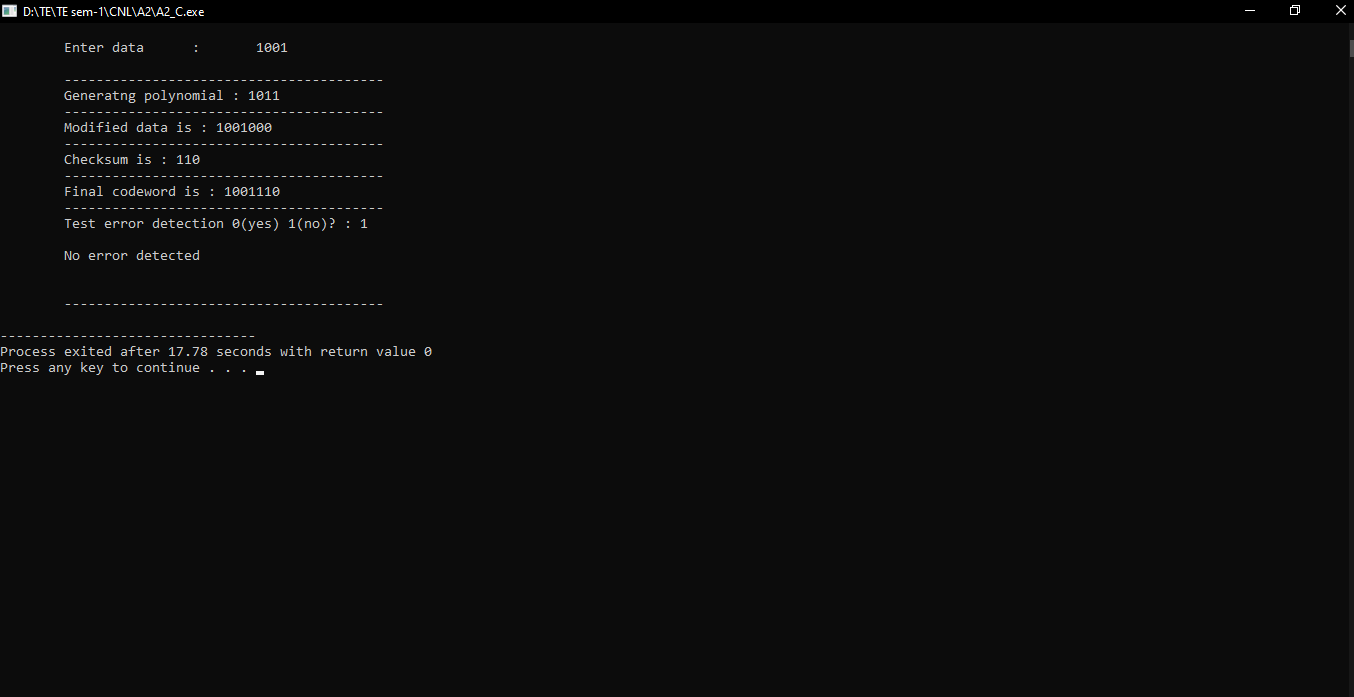 D:\TE\TE sem-1\CNL\A2\A2_C.exe
Enter data      :       1001
----------------------------------------
Generatng polynomial : 1011
----------------------------------------
Modified data is : 1001000
----------------------------------------
Checksum is : 110
----------------------------------------
Final codeword is : 1001110
----------------------------------------
Test error detection 0(yes) 1(no)? : 1
No error detected
----------------------------------------
--------------------------------
Process exited after 17.78 seconds with return value 0
Press any key to continue . . .